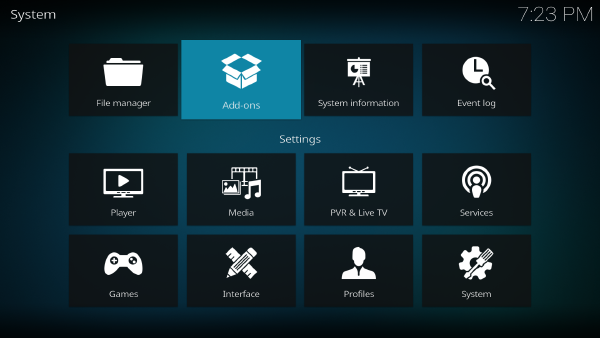 System 7:23 PM
File manager Add-ons System information Event log
Settings
Player Media PVR & Live TV Services
Games Interface Profiles System